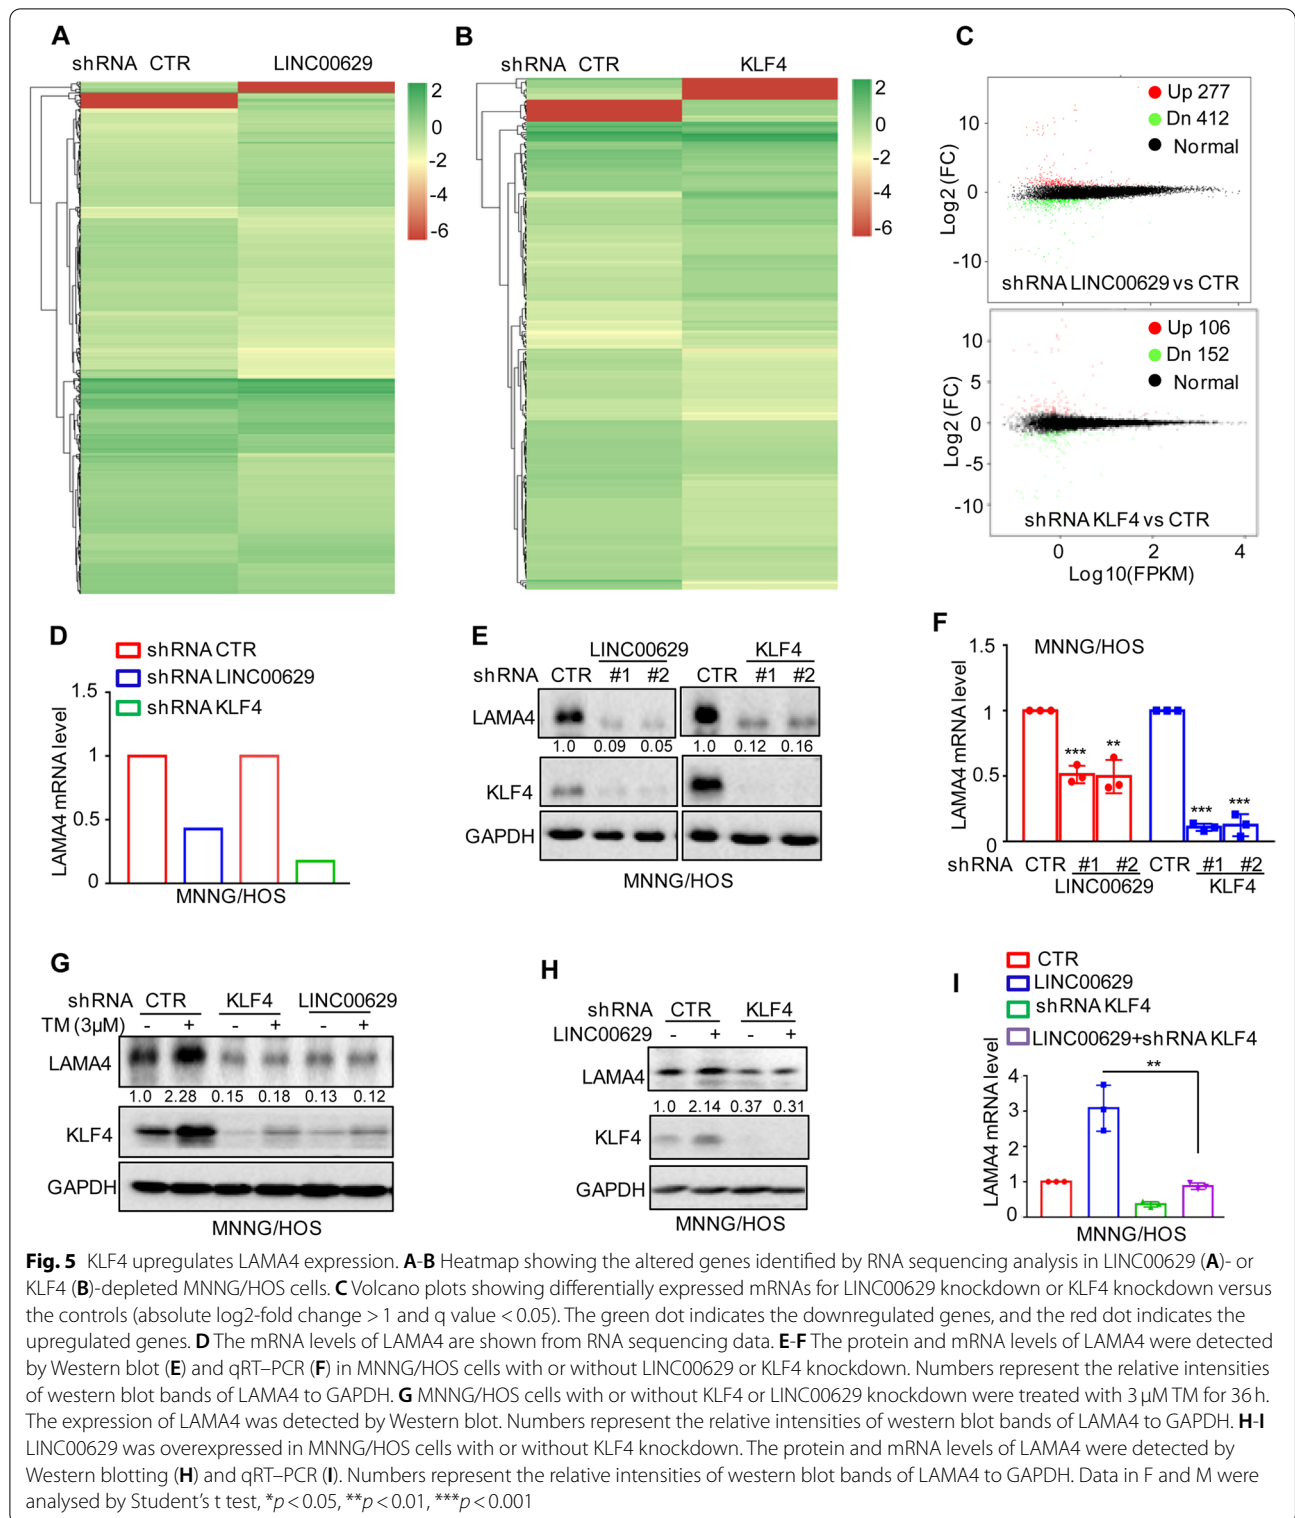 A
shRNA CTR LINC00629
2
0
-2
-4
-6
B
shRNA CTR KLF4
2
0
-2
-4
-6
C
Log2 (FC)
10
0
-10
Up 277
Dn 412
Normal
shRNA LINC00629 vs CTR
Log2 (FC)
10
5
0
-5
-10
Up 106
Dn 152
Normal
shRNA KLF4 vs CTR
0 2 4
Log10(FPKM)
D
shRNA CTR
shRNA LINC00629
shRNA KLF4
LAMA4 mRNA level
1.5
1
0.5
0
MNNG/HOS
E
LINC00629 KLF4
shRNA CTR #1 #2 CTR #1 #2
LAMA4
1.0 0.09 0.05 1.0 0.12 0.16
KLF4
GAPDH
MNNG/HOS
F
MNNG/HOS
LAMA4 mRNA level
1.5
1
0.5
0
*** ** *** ***
shRNA CTR #1 #2 CTR #1 #2
LINC00629 KLF4
G
shRNA CTR KLF4 LINC00629
TM (3μM) - + - + - +
LAMA4
1.0 2.28 0.15 0.18 0.13 0.12
KLF4
GAPDH
MNNG/HOS
H
shRNA CTR KLF4
LINC00629 - + - +
LAMA4
1.0 2.14 0.37 0.31
KLF4
GAPDH
MNNG/HOS
I
CTR
LINC00629
shRNA KLF4
LINC00629+shRNA KLF4
LAMA4 mRNA level
4
3
2
1
0
**
MNNG/HOS
Fig. 5 KLF4 upregulates LAMA4 expression. A-B Heatmap showing the altered genes identified by RNA sequencing analysis in LINC00629 (A)- or
KLF4 (B)-depleted MNNG/HOS cells. C Volcano plots showing differentially expressed mRNAs for LINC00629 knockdown or KLF4 knockdown versus
the controls (absolute log2-fold change > 1 and q value < 0.05). The green dot indicates the downregulated genes, and the red dot indicates the
upregulated genes. D The mRNA levels of LAMA4 are shown from RNA sequencing data. E-F The protein and mRNA levels of LAMA4 were detected
by Western blot (E) and qRT–PCR (F) in MNNG/HOS cells with or without LINC00629 or KLF4 knockdown. Numbers represent the relative intensities
of western blot bands of LAMA4 to GAPDH. G MNNG/HOS cells with or without KLF4 or LINC00629 knockdown were treated with 3 μM TM for 36 h.
The expression of LAMA4 was detected by Western blot. Numbers represent the relative intensities of western blot bands of LAMA4 to GAPDH. H-I
LINC00629 was overexpressed in MNNG/HOS cells with or without KLF4 knockdown. The protein and mRNA levels of LAMA4 were detected by
Western blotting (H) and qRT–PCR (I). Numbers represent the relative intensities of western blot bands of LAMA4 to GAPDH. Data in F and M were
analysed by Student's t test, *p < 0.05, **p < 0.01, ***p < 0.001